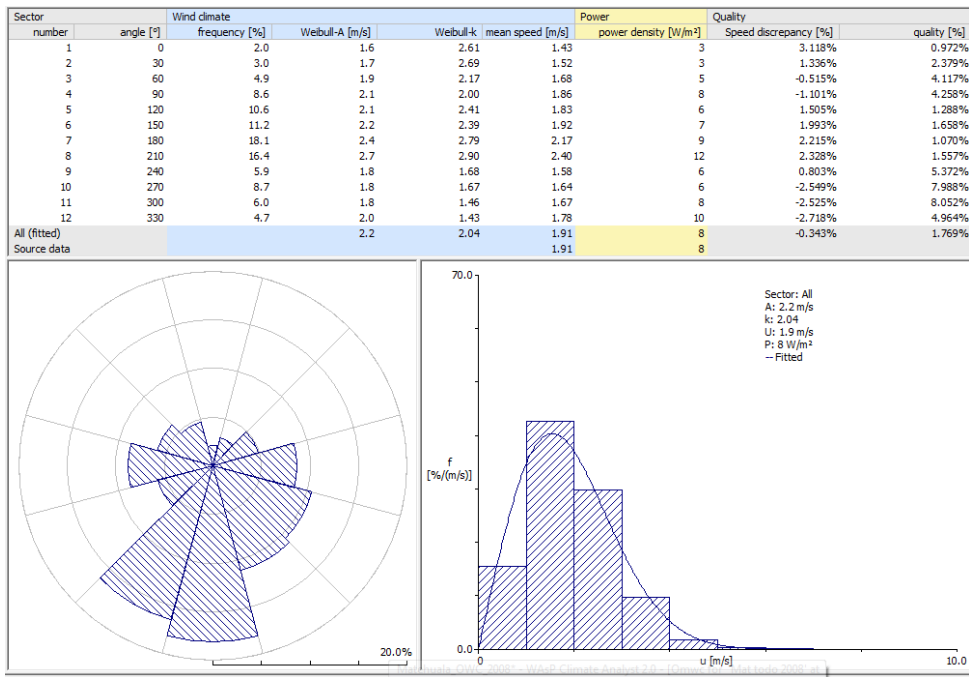 Sector Wind climate Power Quality
number angle [°] frequency [%] Weibull-A [m/s] Weibull-k mean speed [m/s] power density [W/m²] Speed discrepancy [%] quality [%]
1 0 2.0 1.6 2.61 1.43 3 3.118% 0.972%
2 30 3.0 1.7 2.69 1.52 3 1.336% 2.379%
3 60 4.9 1.9 2.17 1.68 5 -0.515% 4.117%
4 90 8.6 2.1 2.00 1.86 8 -1.101% 4.258%
5 120 10.6 2.1 2.41 1.83 6 1.505% 1.288%
6 150 11.2 2.2 2.39 1.92 7 1.993% 1.658%
7 180 18.1 2.4 2.79 2.17 9 2.215% 1.070%
8 210 16.4 2.7 2.90 2.40 12 2.328% 1.557%
9 240 5.9 1.8 1.68 1.58 6 0.803% 5.372%
10 270 8.7 1.8 1.67 1.64 6 -2.549% 7.988%
11 300 6.0 1.8 1.46 1.67 8 -2.525% 8.052%
12 330 4.7 2.0 1.43 1.78 10 -2.718% 4.964%
All (fitted) 2.2 2.04 1.91 8 -0.343% 1.769%
Source data 1.91 8
20.0%
70.0
Sector: All
A: 2.2 m/s
k: 2.04
U: 1.9 m/s
P: 8 W/m²
-- Fitted
f
[%/(m/s)]
0.0
0 u [m/s] 10.0
WAsP Climate Analyst 2.0